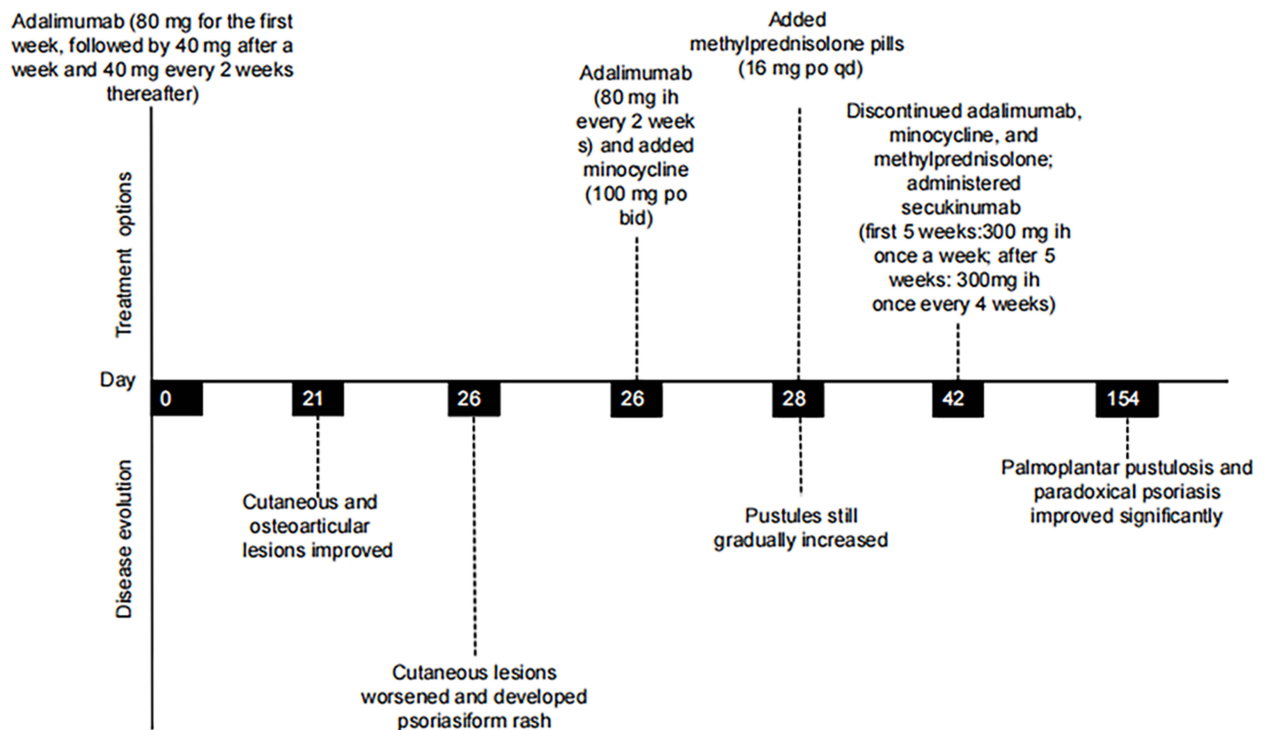 Adalimumab (80 mg for the first
week, followed by 40 mg after a
week and 40 mg every 2 weeks
thereafter)
Adalimumab
(80 mg ih
every 2 week
s) and added
minocycline
(100 mg po
bid)
Added
methylprednisolone pills
(16 mg po qd)
Discontinued adalimumab,
minocycline, and
methylprednisolone;
administered
secukinumab
(first 5 weeks:300 mg ih
once a week; after 5
weeks: 300mg ih
once every 4 weeks)
Treatment options
Day
0
21
26
26
28
42
154
Disease evolution
Cutaneous and
osteoarticular
lesions improved
Cutaneous lesions
worsened and developed
psoriasiform rash
Pustules still
gradually increased
Palmoplantar pustulosis and
paradoxical psoriasis
improved significantly